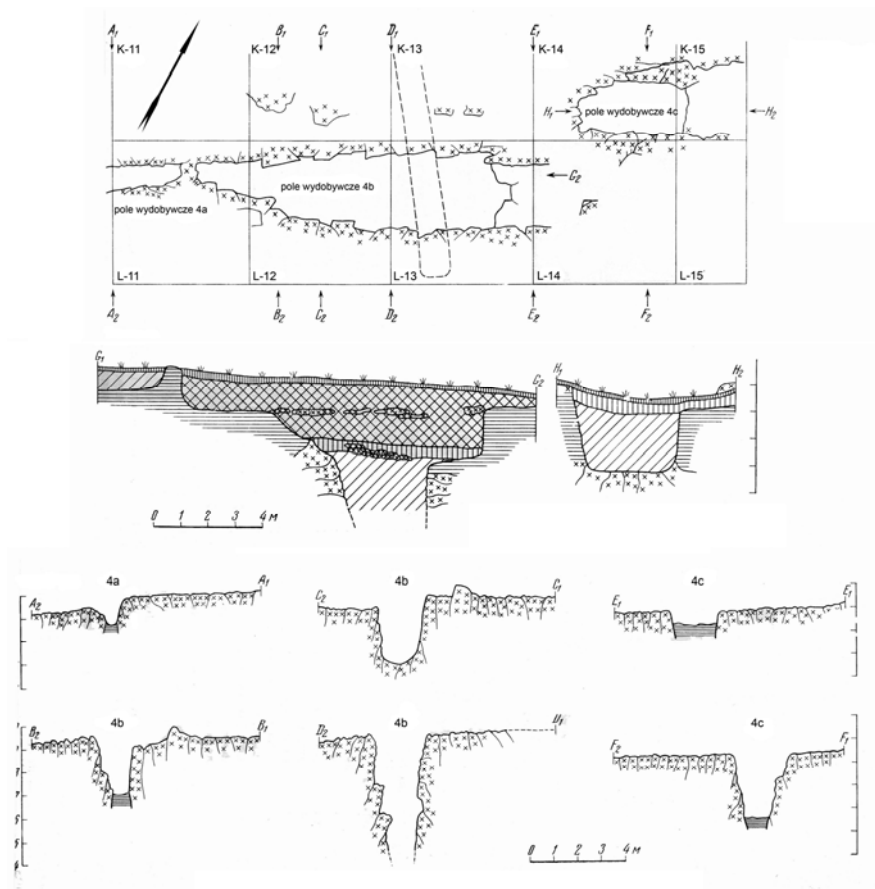 A₁ B₁ C₁ D₁ E₁ F₁
K-11 K-12 K-13 K-14 K-15
H₁ pole wydobywcze 4c H₂
pole wydobywcze 4b G₂
pole wydobywcze 4a
L-11 L-12 L-13 L-14 L-15
A₂ B₂ C₂ D₂ E₂ F₂
G₁ G₂ H₁ H₂
0 1 2 3 4 м
4a 4b 4c
A₂ A₁ C₂ C₁ E₁ E₁
4b 4b 4c
B₂ B₁ D₂ D₁ F₂ F₁
0 1 2 3 4 м